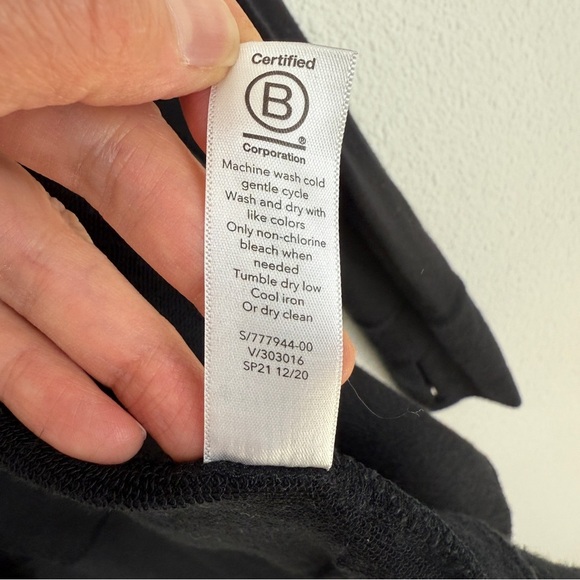 Certified
B
®
Corporation
Machine wash cold
gentle cycle
Wash and dry with
like colors
Only non-chlorine
bleach when
needed
Tumble dry low
Cool iron
Or dry clean
S/777944-00
V/303016
SP21 12/20